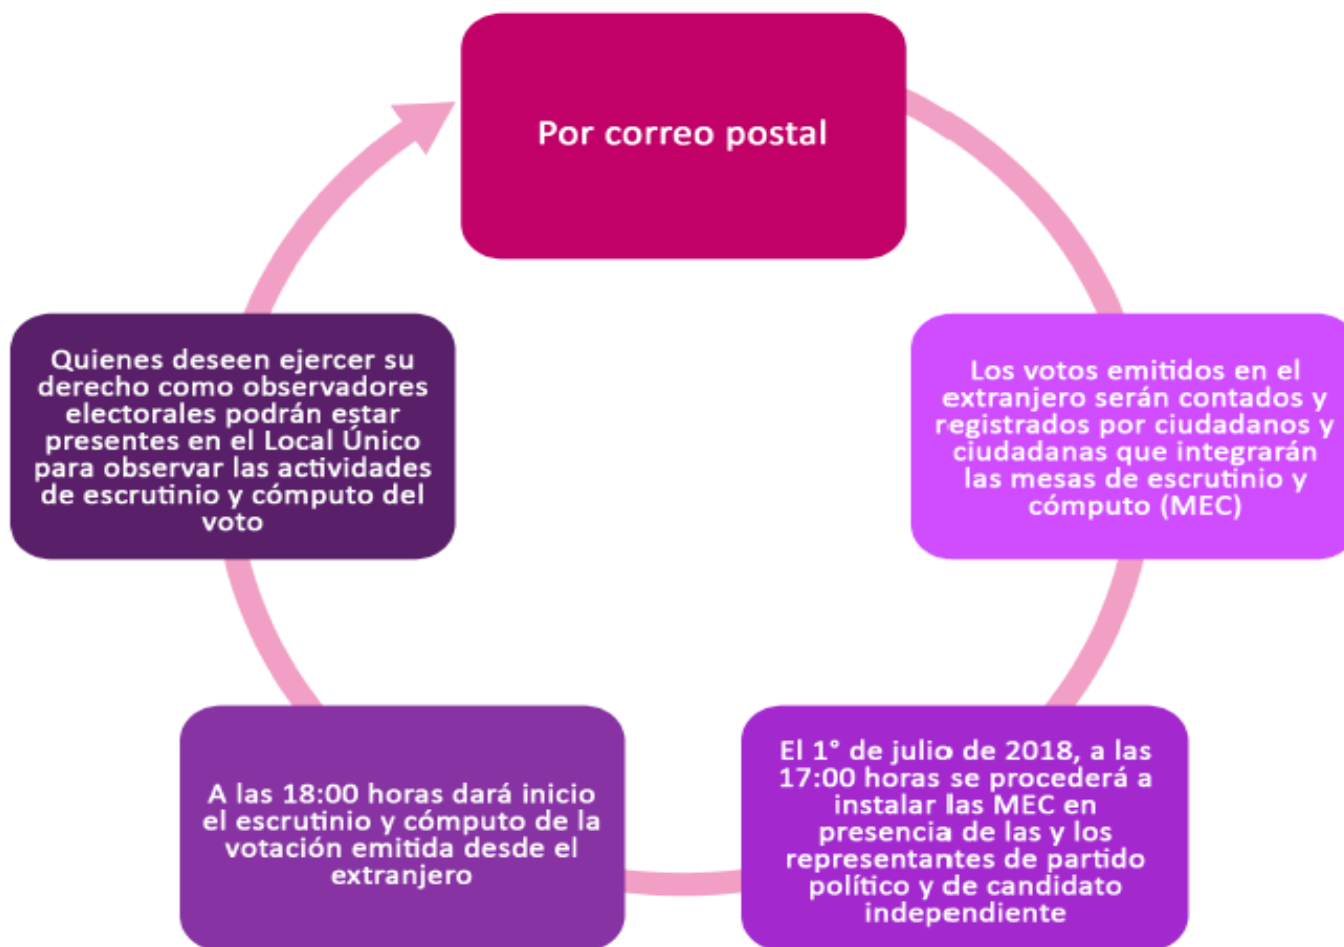 Por correo postal
Los votos emitidos en el
extranjero serán contados y
registrados por ciudadanos y
ciudadanas que integrarán
las mesas de escrutinio y
cómputo (MEC)
El 1° de julio de 2018, a las
17:00 horas se procederá a
instalar las MEC en
presencia de las y los
representantes de partido
político y de candidato
independiente
A las 18:00 horas dará inicio
el escrutinio y cómputo de la
votación emitida desde el
extranjero
Quienes deseen ejercer su
derecho como observadores
electorales podrán estar
presentes en el Local Único
para observar las actividades
de escrutinio y cómputo del
voto